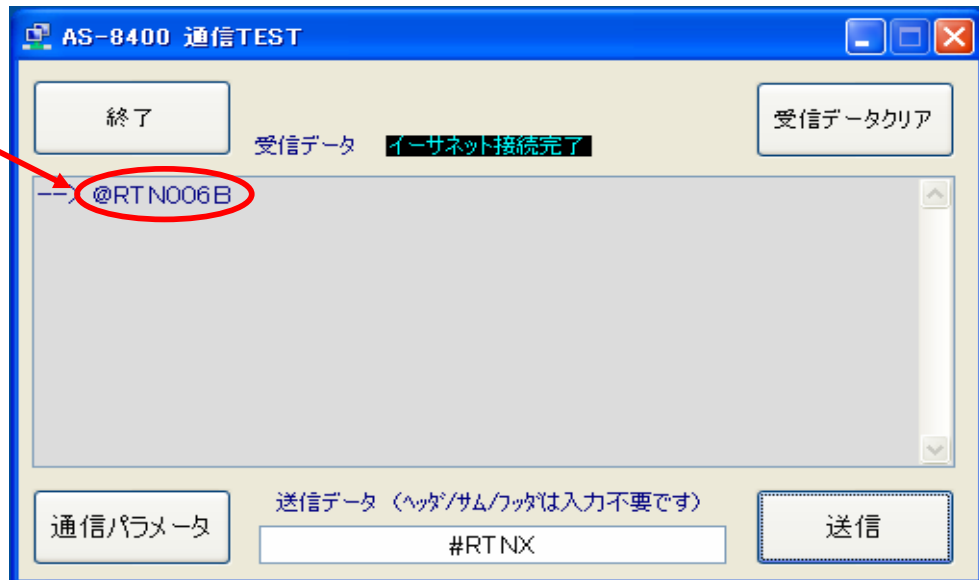 AS-8400 通信TEST
終了
受信データクリア
受信データ イーサネット接続完了
--> @RTN006B
送信データ (ヘッダ/サム/フッダは入力不要です)
通信パラメータ
#RTNX
送信